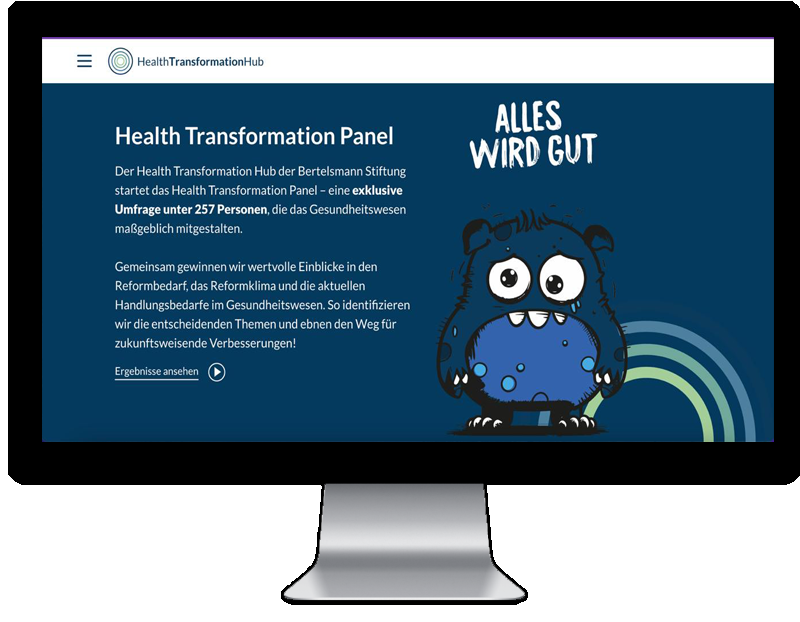 HealthTransformationHub
Health Transformation Panel
Der Health Transformation Hub der Bertelsmann Stiftung
startet das Health Transformation Panel – eine exklusive
Umfrage unter 257 Personen, die das Gesundheitswesen
maßgeblich mitgestalten.
Gemeinsam gewinnen wir wertvolle Einblicke in den
Reformbedarf, das Reformklima und die aktuellen
Handlungsbedarfe im Gesundheitswesen. So identifizieren
wir die entscheidenden Themen und ebnen den Weg für
zukunftsweisende Verbesserungen!
Ergebnisse ansehen
ALLES
WIRD GUT